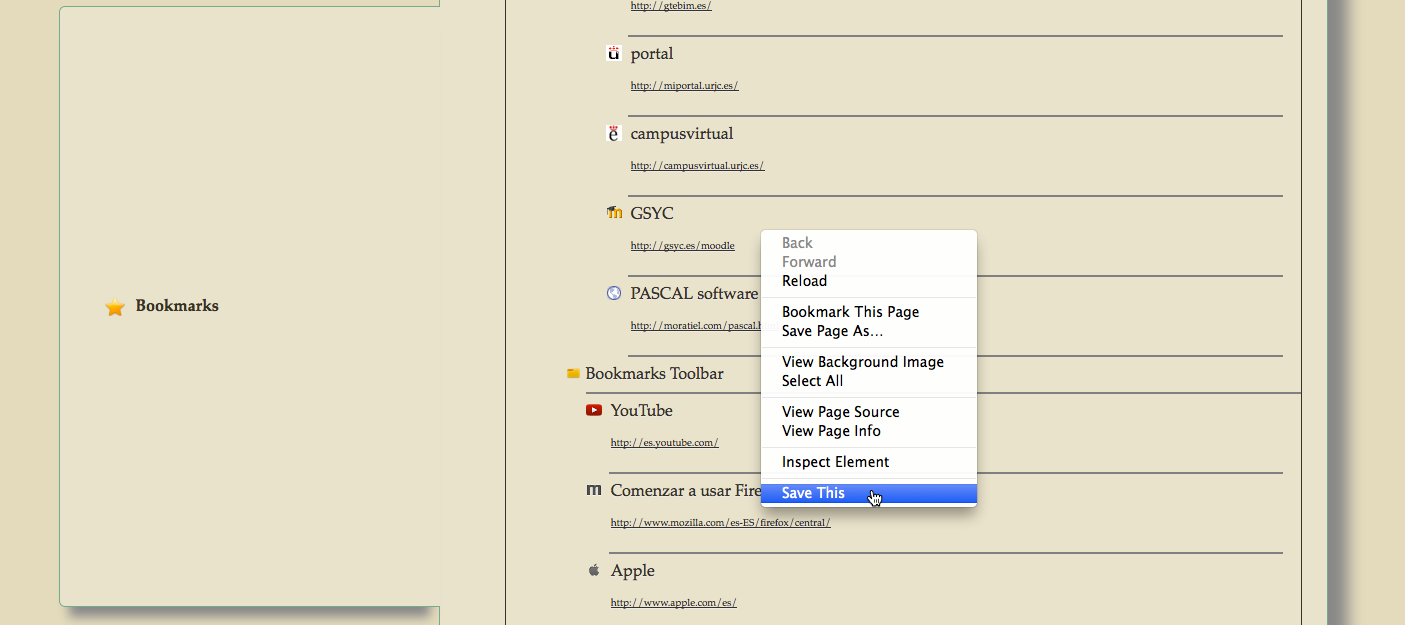 http://gtebim.es/
portal
http://miportal.urjc.es/
campusvirtual
http://campusvirtual.urjc.es/
GSYC
http://gsyc.es/moodle
PASCAL software
http://moratiel.com/pascal.h
Bookmarks
Bookmarks Toolbar
YouTube
http://es.youtube.com/
Comenzar a usar Fire
http://www.mozilla.com/es-ES/firefox/central/
Apple
http://www.apple.com/es/
Back
Forward
Reload
Bookmark This Page
Save Page As...
View Background Image
Select All
View Page Source
View Page Info
Inspect Element
Save This